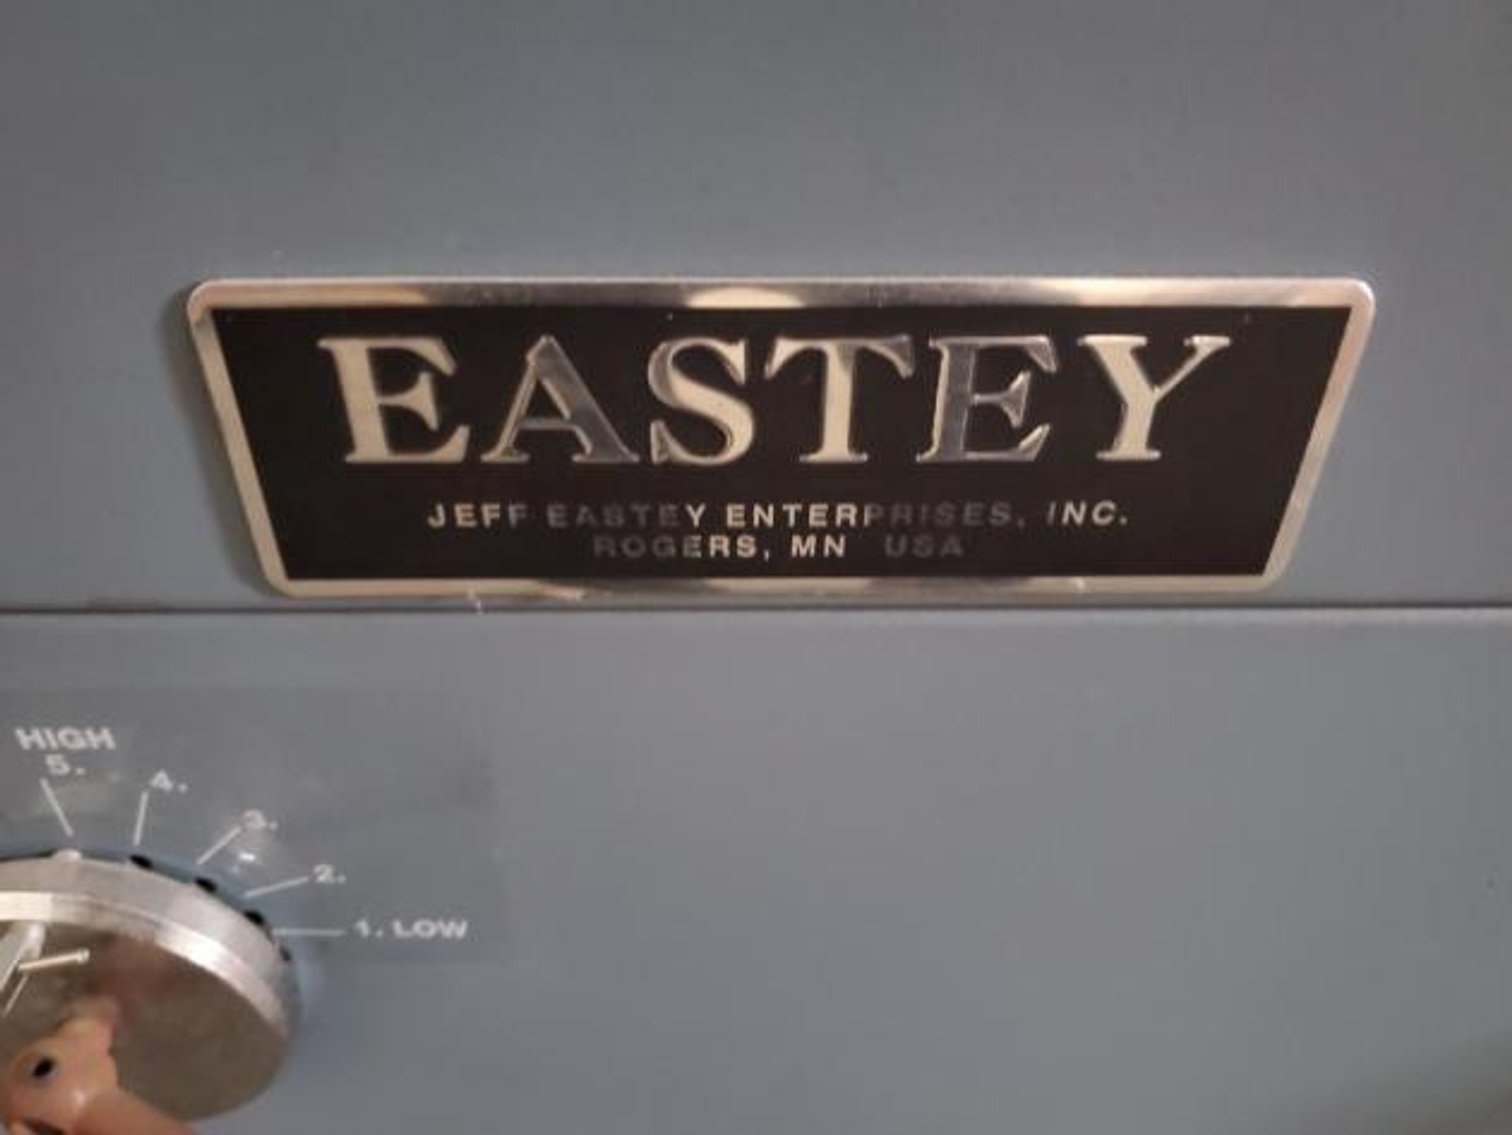 EASTEY
JEFF EASTEY ENTERPRISES, INC.
ROGERS, MN USA
HIGH
5.
4.
3.
2.
1. LOW